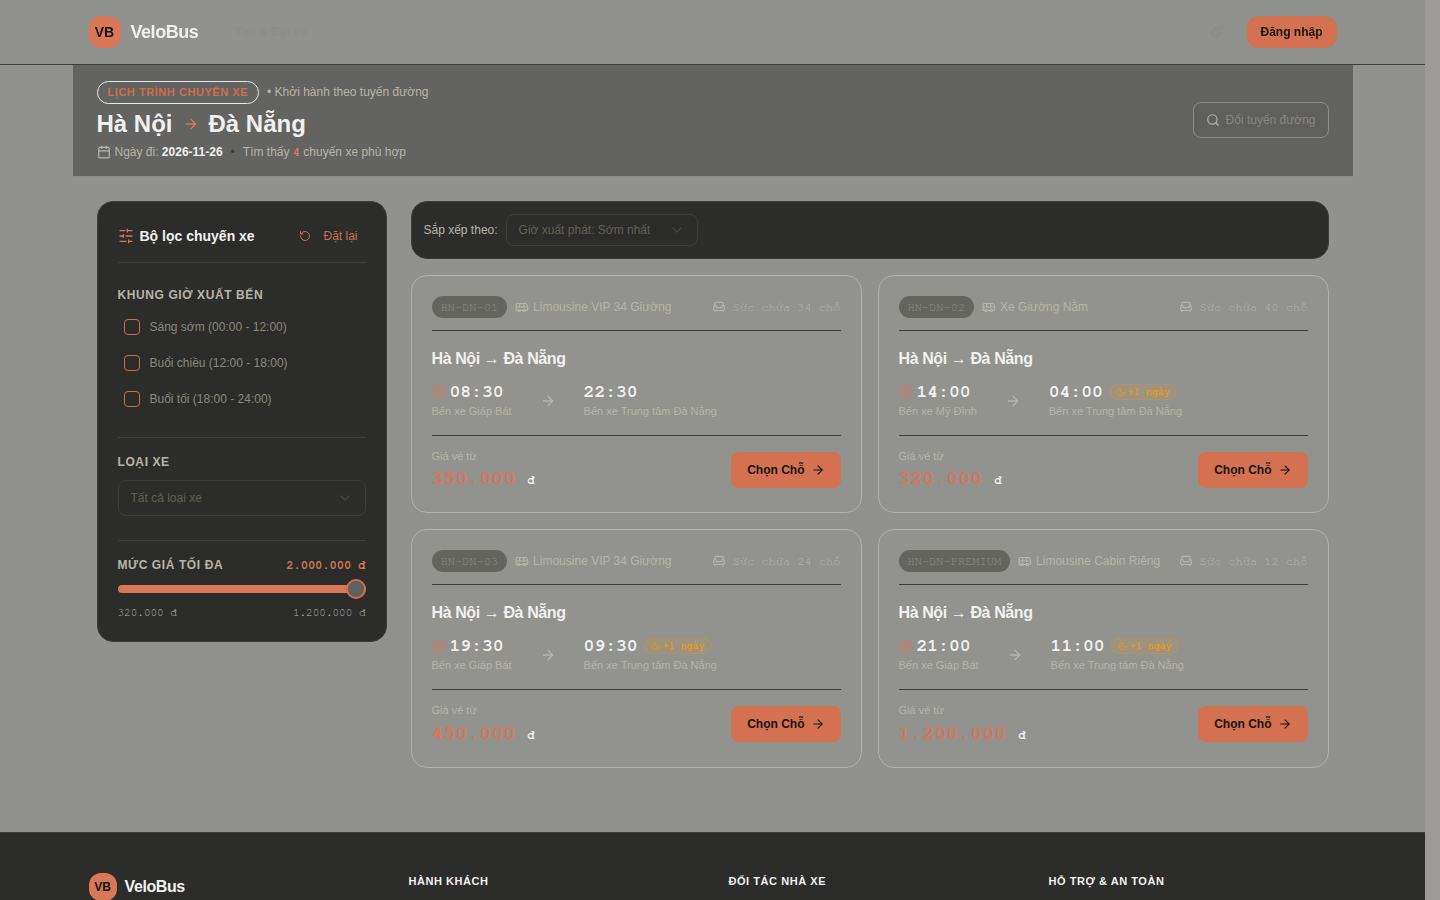 VB VeloBus
Đăng nhập
LỊCH TRÌNH CHUYẾN XE • Khởi hành theo tuyến đường
Hà Nội → Đà Nẵng
Đổi tuyến đường
Ngày đi: 2026-11-26 • Tìm thấy 4 chuyến xe phù hợp
Bộ lọc chuyến xe
Đặt lại
KHUNG GIỜ XUẤT BẾN
Sáng sớm (00:00 - 12:00)
Buổi chiều (12:00 - 18:00)
Buổi tối (18:00 - 24:00)
LOẠI XE
Tất cả loại xe
MỨC GIÁ TỐI ĐA 2.000.000 đ
320.000 đ 1.200.000 đ
Sắp xếp theo: Giờ xuất phát: Sớm nhất
HN-DN-01 Limousine VIP 34 Giường Sức chứa 34 chỗ
Hà Nội → Đà Nẵng
08:30 → 22:30
Bến xe Giáp Bát Bến xe Trung tâm Đà Nẵng
Giá vé từ
350.000 đ
Chọn Chỗ →
HN-DN-02 Xe Giường Nằm Sức chứa 40 chỗ
Hà Nội → Đà Nẵng
14:00 → 04:00 +1 ngày
Bến xe Mỹ Đình Bến xe Trung tâm Đà Nẵng
Giá vé từ
320.000 đ
Chọn Chỗ →
HN-DN-03 Limousine VIP 34 Giường Sức chứa 24 chỗ
Hà Nội → Đà Nẵng
19:30 → 09:30 +1 ngày
Bến xe Giáp Bát Bến xe Trung tâm Đà Nẵng
Giá vé từ
450.000 đ
Chọn Chỗ →
HN-DN-PREMIUM Limousine Cabin Riêng Sức chứa 12 chỗ
Hà Nội → Đà Nẵng
21:00 → 11:00 +1 ngày
Bến xe Giáp Bát Bến xe Trung tâm Đà Nẵng
Giá vé từ
1.200.000 đ
Chọn Chỗ →
VB VeloBus
HÀNH KHÁCH
ĐỐI TÁC NHÀ XE
HỖ TRỢ & AN TOÀN